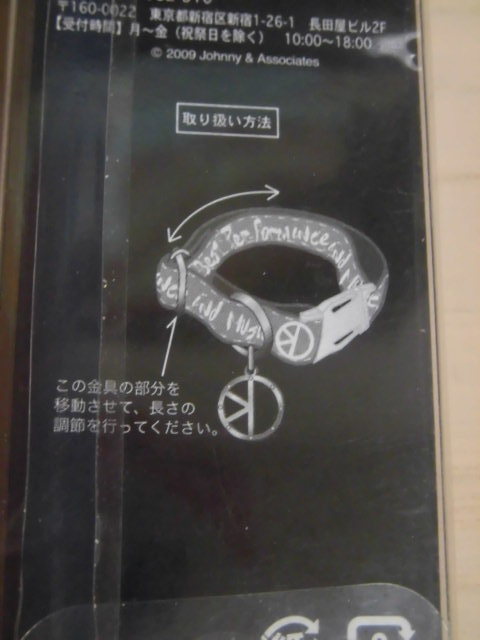 〒160-0022 東京都新宿区新宿1-26-1 長田屋ビル2F
【受付時間】月〜金（祝祭日を除く） 10:00〜18:00
© 2009 Johnny & Associates
取り扱い方法
Best Performance
この金具の部分を
移動させて、長さの
調節を行ってください。